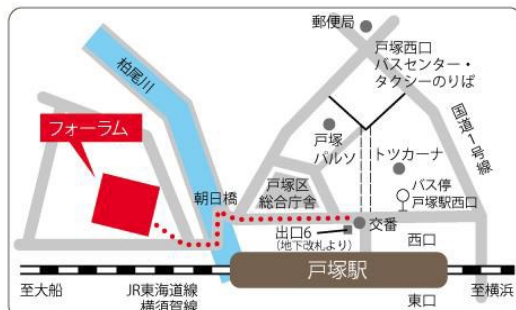 郵便局
戸塚西口
バスセンター・
タクシーのりば
柏尾川
国道1号線
フォーラム
戸塚
パルソ
トツカーナ
戸塚区
総合庁舎
バス停
戸塚駅西口
朝日橋
出口6
(地下改札より)
交番
西口
戸塚駅
至大船
JR東海道線
横須賀線
東口
至横浜